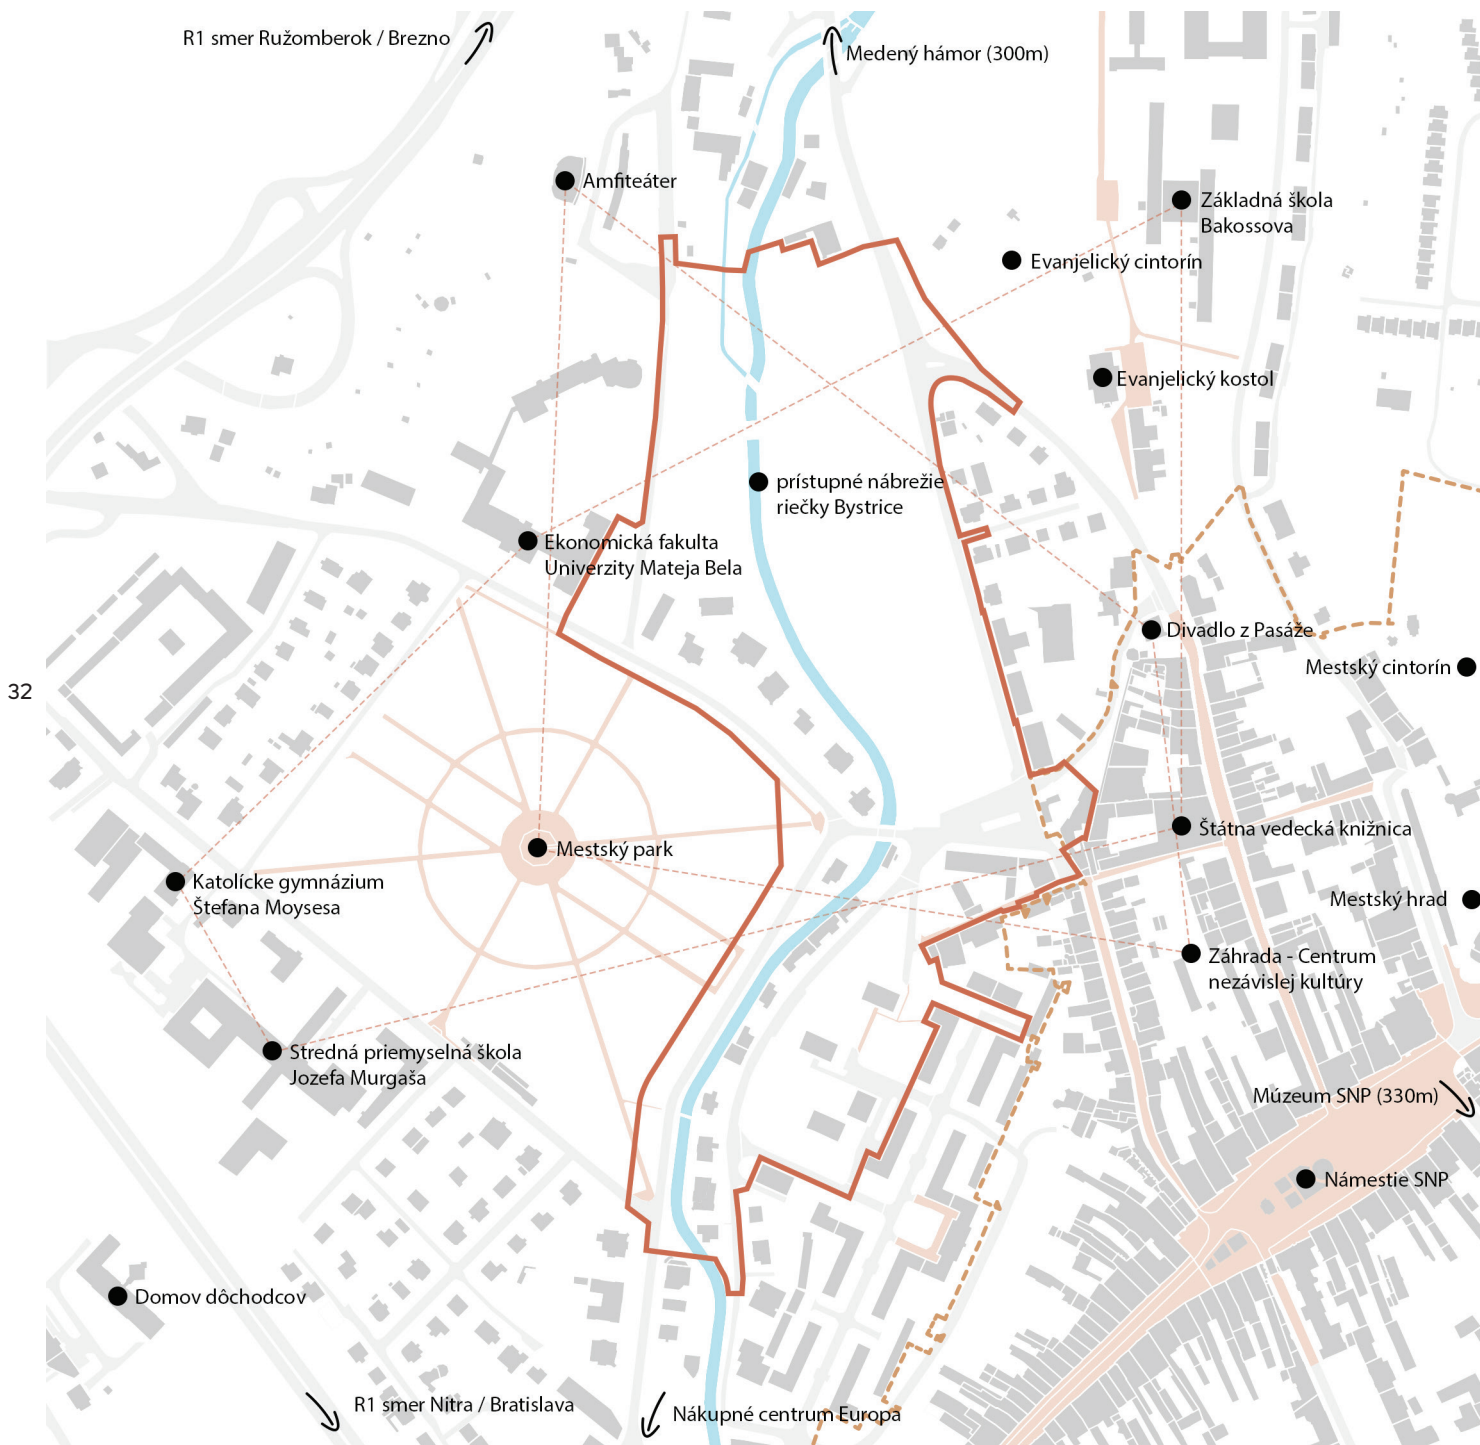 R1 smer Ružomberok / Brezno
Medený hámor (300m)
Amfiteáter
Základná škola
Bakossova
Evanjelický cintorín
Evanjelický kostol
prístupné nábrežie
riečky Bystrice
Ekonomická fakulta
Univerzity Mateja Bela
Divadlo z Pasáže
Mestský cintorín
32
Štátna vedecká knižnica
Mestský park
Katolícke gymnázium
Štefana Moysesa
Mestský hrad
Záhrada - Centrum
nezávislej kultúry
Stredná priemyselná škola
Jozefa Murgaša
Múzeum SNP (330m)
Námestie SNP
Domov dôchodcov
R1 smer Nitra / Bratislava
Nákupné centrum Europa